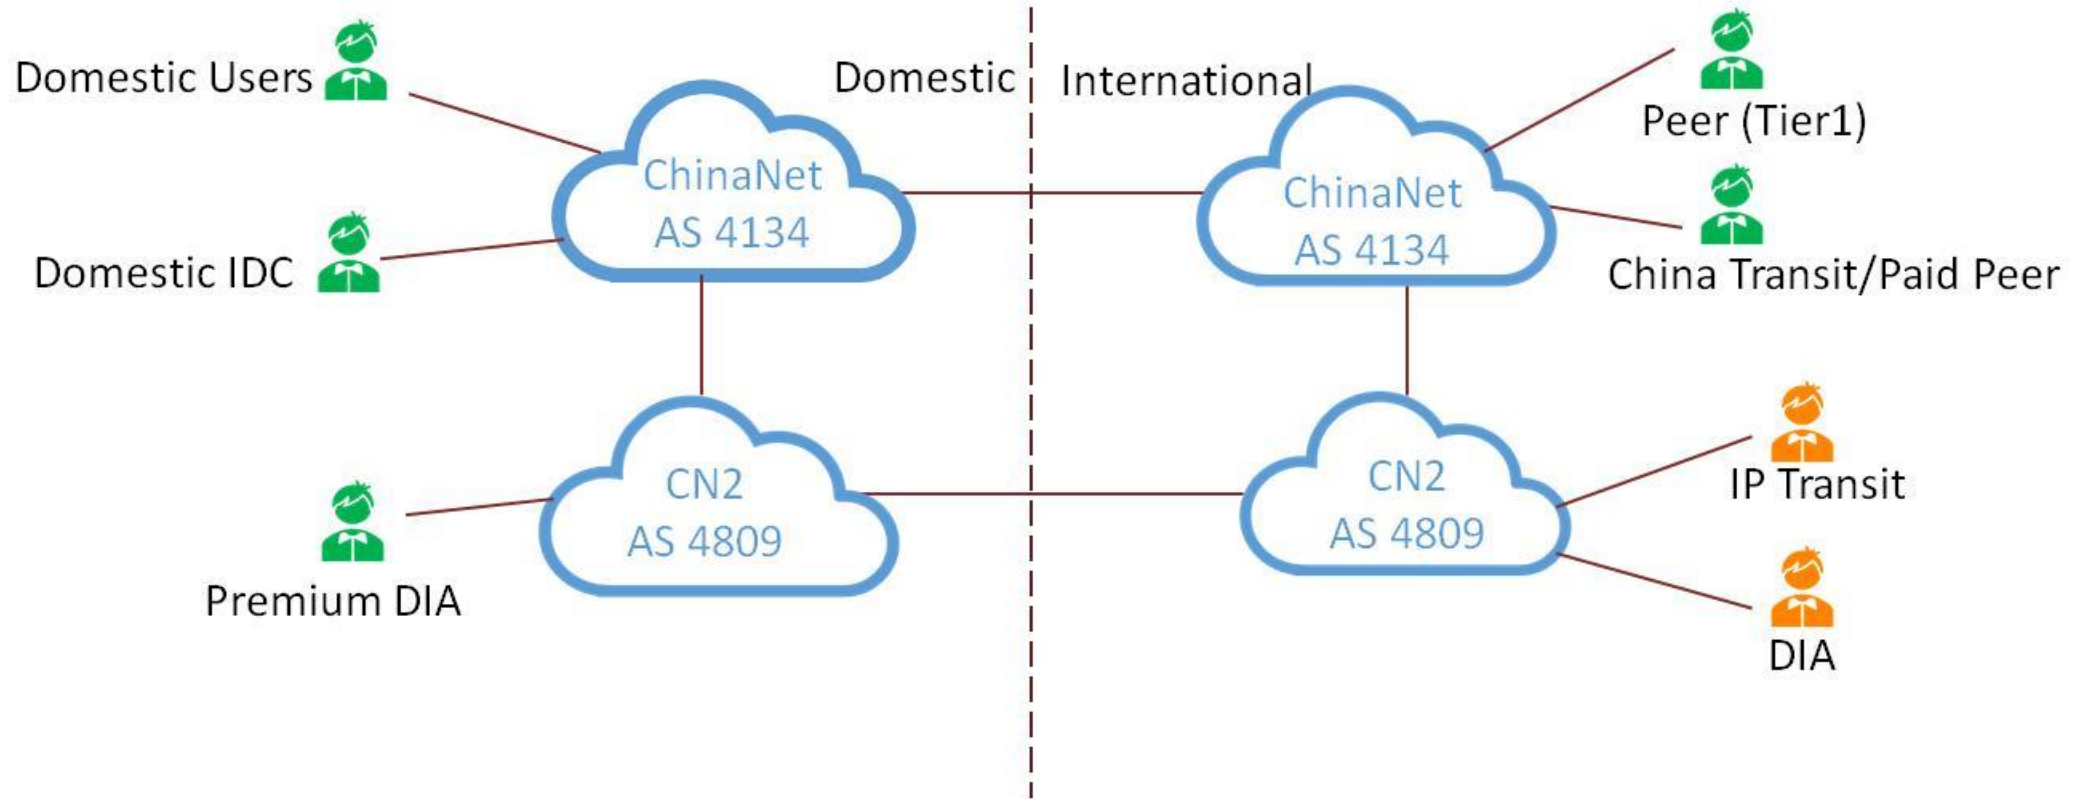 Domestic Users
Domestic
International
Peer (Tier1)
ChinaNet
AS 4134
ChinaNet
AS 4134
Domestic IDC
China Transit/Paid Peer
CN2
AS 4809
CN2
AS 4809
IP Transit
Premium DIA
DIA